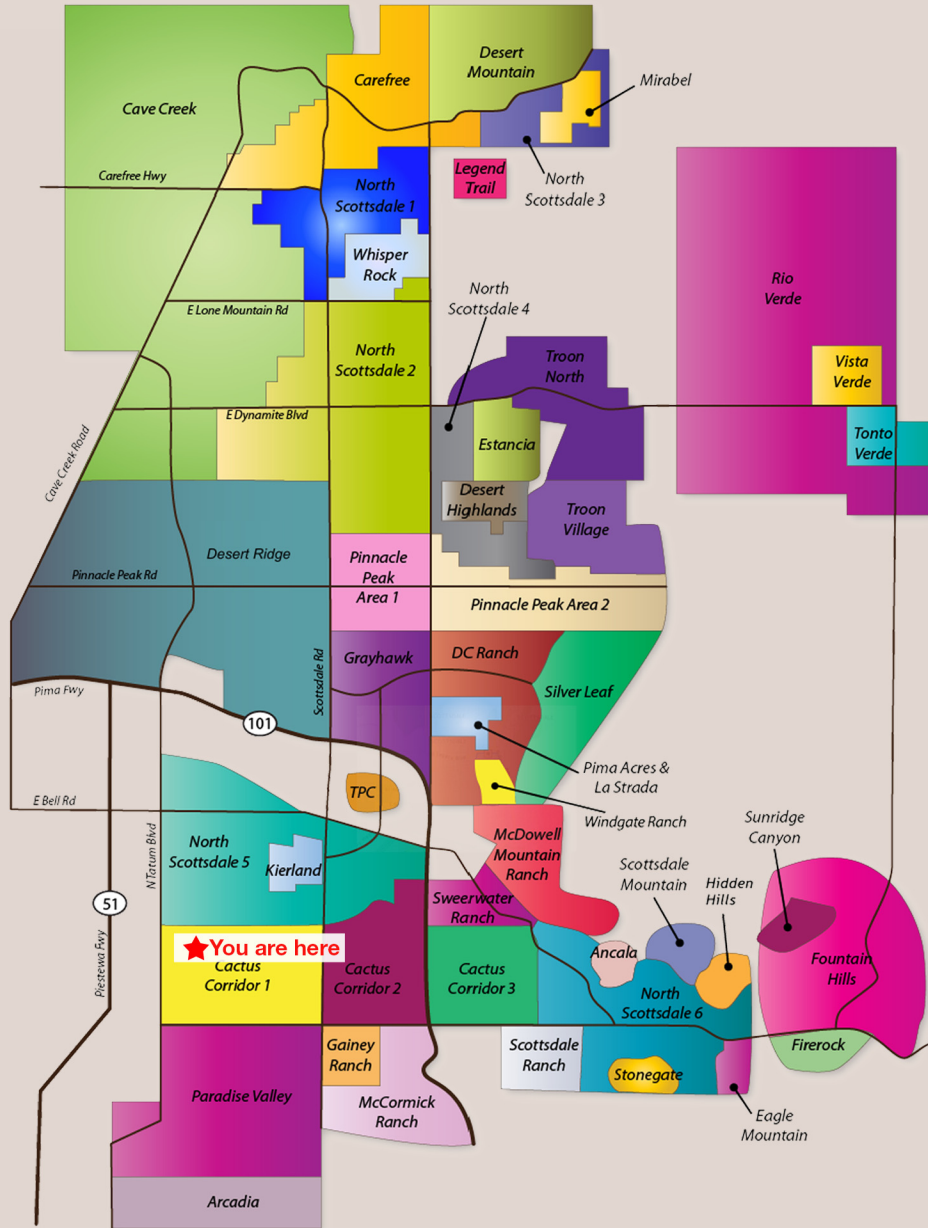 Cave Creek
Carefree
Desert
Mountain
Mirabel
Carefree Hwy
Legend
Trail
North
Scottsdale 3
North
Scottsdale 1
Whisper
Rock
Rio
Verde
E Lone Mountain Rd
North
Scottsdale 4
North
Scottsdale 2
Troon
North
Vista
Verde
E Dynamite Blvd
Cave Creek Road
Estancia
Tonto
Verde
Desert
Highlands
Troon
Village
Desert Ridge
Pinnacle
Peak
Area 1
Pinnacle Peak Rd
Pinnacle Peak Area 2
Scottsdale Rd
Grayhawk
DC Ranch
Silver Leaf
Pima Fwy
101
Pima Acres &
La Strada
TPC
E Bell Rd
Windgate Ranch
Sunridge
Canyon
N Tatum Blvd
North
Scottsdale 5
Kierland
McDowell
Mountain
Ranch
Scottsdale
Mountain
Hidden
Hills
51
Piestewa Fwy
Sweerwater
Ranch
You are here
Cactus
Corridor 1
Cactus
Corridor 2
Cactus
Corridor 3
Ancala
North
Scottsdale 6
Fountain
Hills
Gainey
Ranch
Scottsdale
Ranch
Stonegate
Firerock
Paradise Valley
McCormick
Ranch
Eagle
Mountain
Arcadia